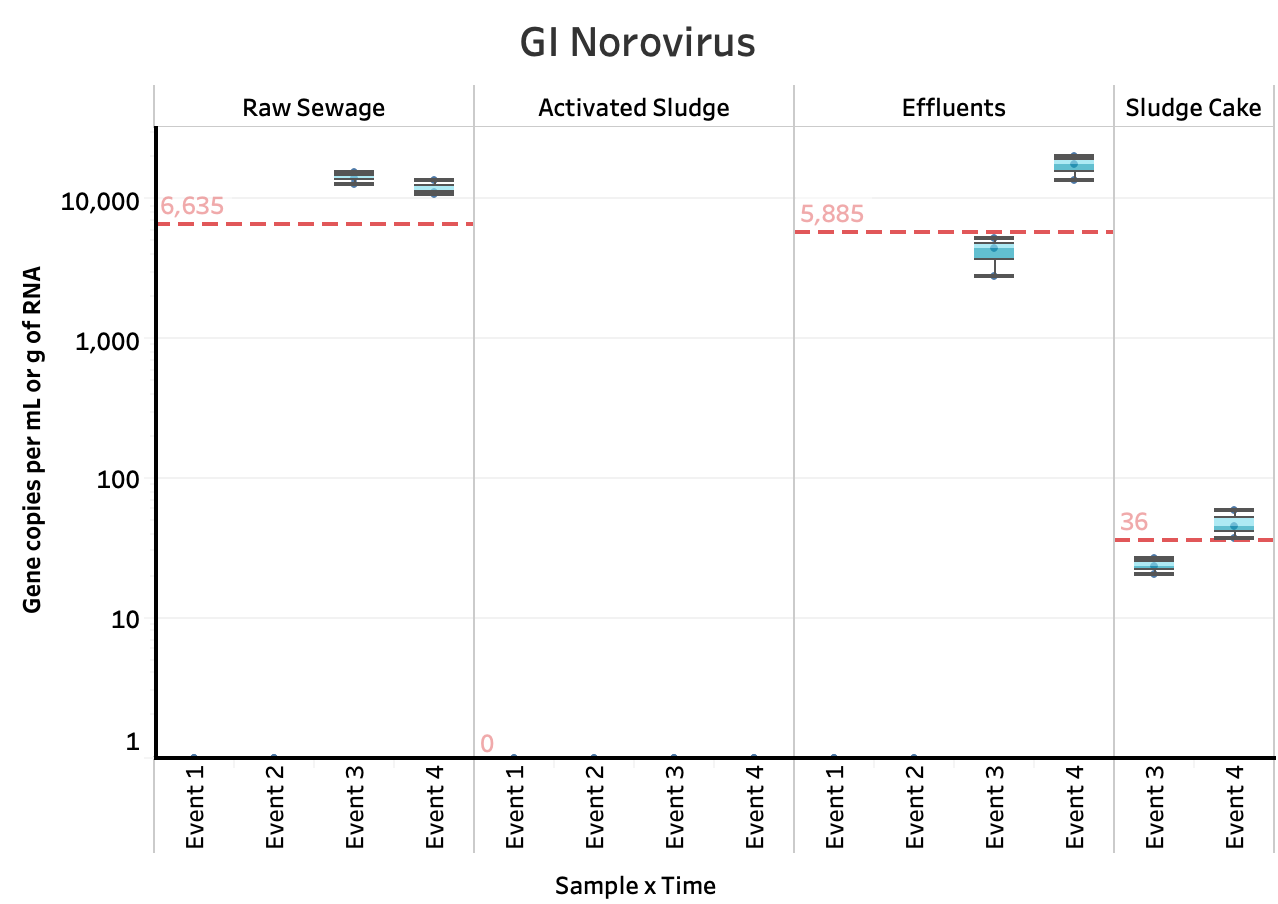 GI Norovirus
Raw Sewage
Activated Sludge
Effluents
Sludge Cake
Gene copies per mL or g of RNA
10,000
1,000
100
10
1
6,635
0
5,885
36
Event 1
Event 2
Event 3
Event 4
Event 1
Event 2
Event 3
Event 4
Event 1
Event 2
Event 3
Event 4
Event 3
Event 4
Sample x Time